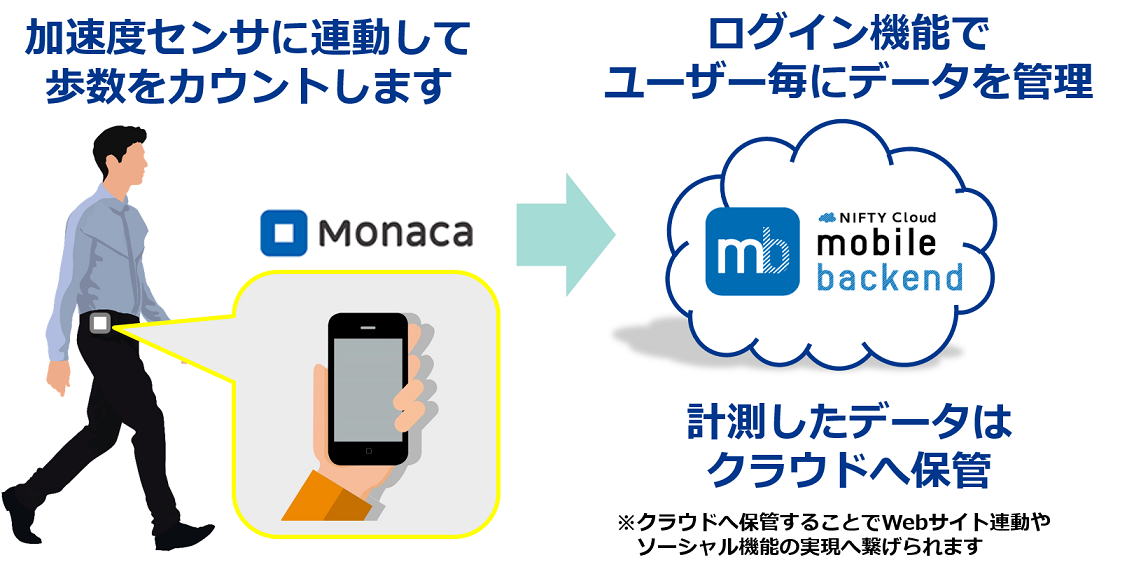 加速度センサに連動して
歩数をカウントします
Monaca
ログイン機能で
ユーザー毎にデータを管理
mb
NIFTY Cloud
mobile
backend
計測したデータは
クラウドへ保管
※クラウドへ保管することでWebサイト連動や
ソーシャル機能の実現へ繋げられます